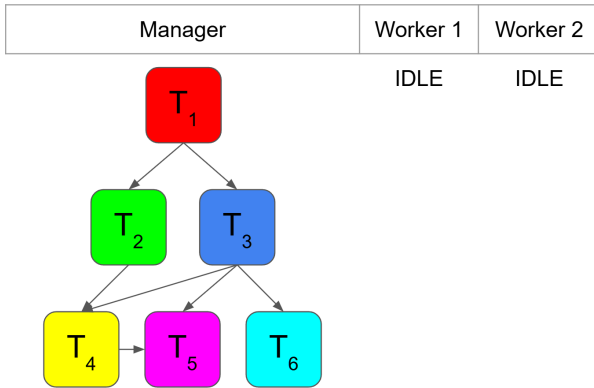 Manager Worker 1 Worker 2
IDLE IDLE
T1
T2 T3
T4 T5 T6